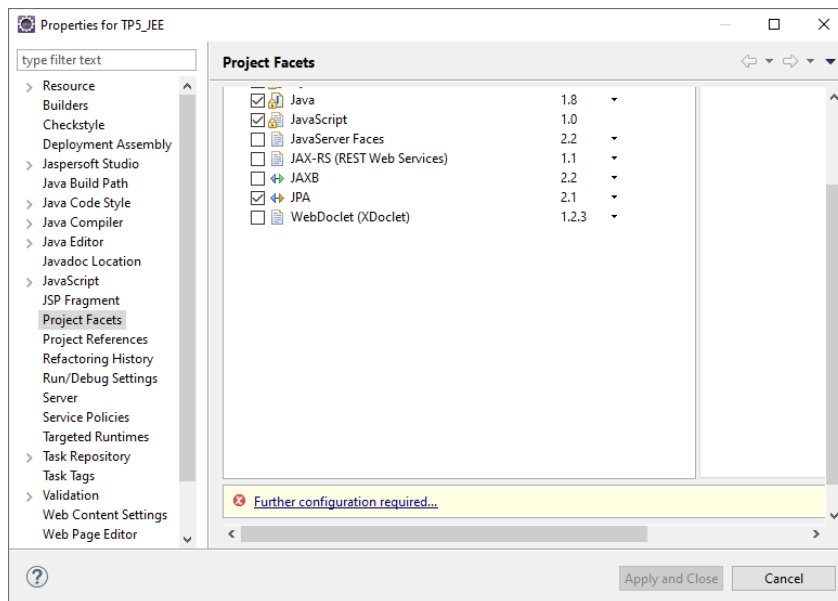 Properties for TP5_JEE
type filter text
Resource
Builders
Checkstyle
Deployment Assembly
Jaspersoft Studio
Java Build Path
Java Code Style
Java Compiler
Java Editor
Javadoc Location
JavaScript
JSP Fragment
Project Facets
Project References
Refactoring History
Run/Debug Settings
Server
Service Policies
Targeted Runtimes
Task Repository
Task Tags
Validation
Web Content Settings
Web Page Editor
Project Facets
Java 1.8
JavaScript 1.0
JavaServer Faces 2.2
JAX-RS (REST Web Services) 1.1
JAXB 2.2
JPA 2.1
WebDoclet (XDoclet) 1.2.3
Further configuration required...
Apply and Close
Cancel